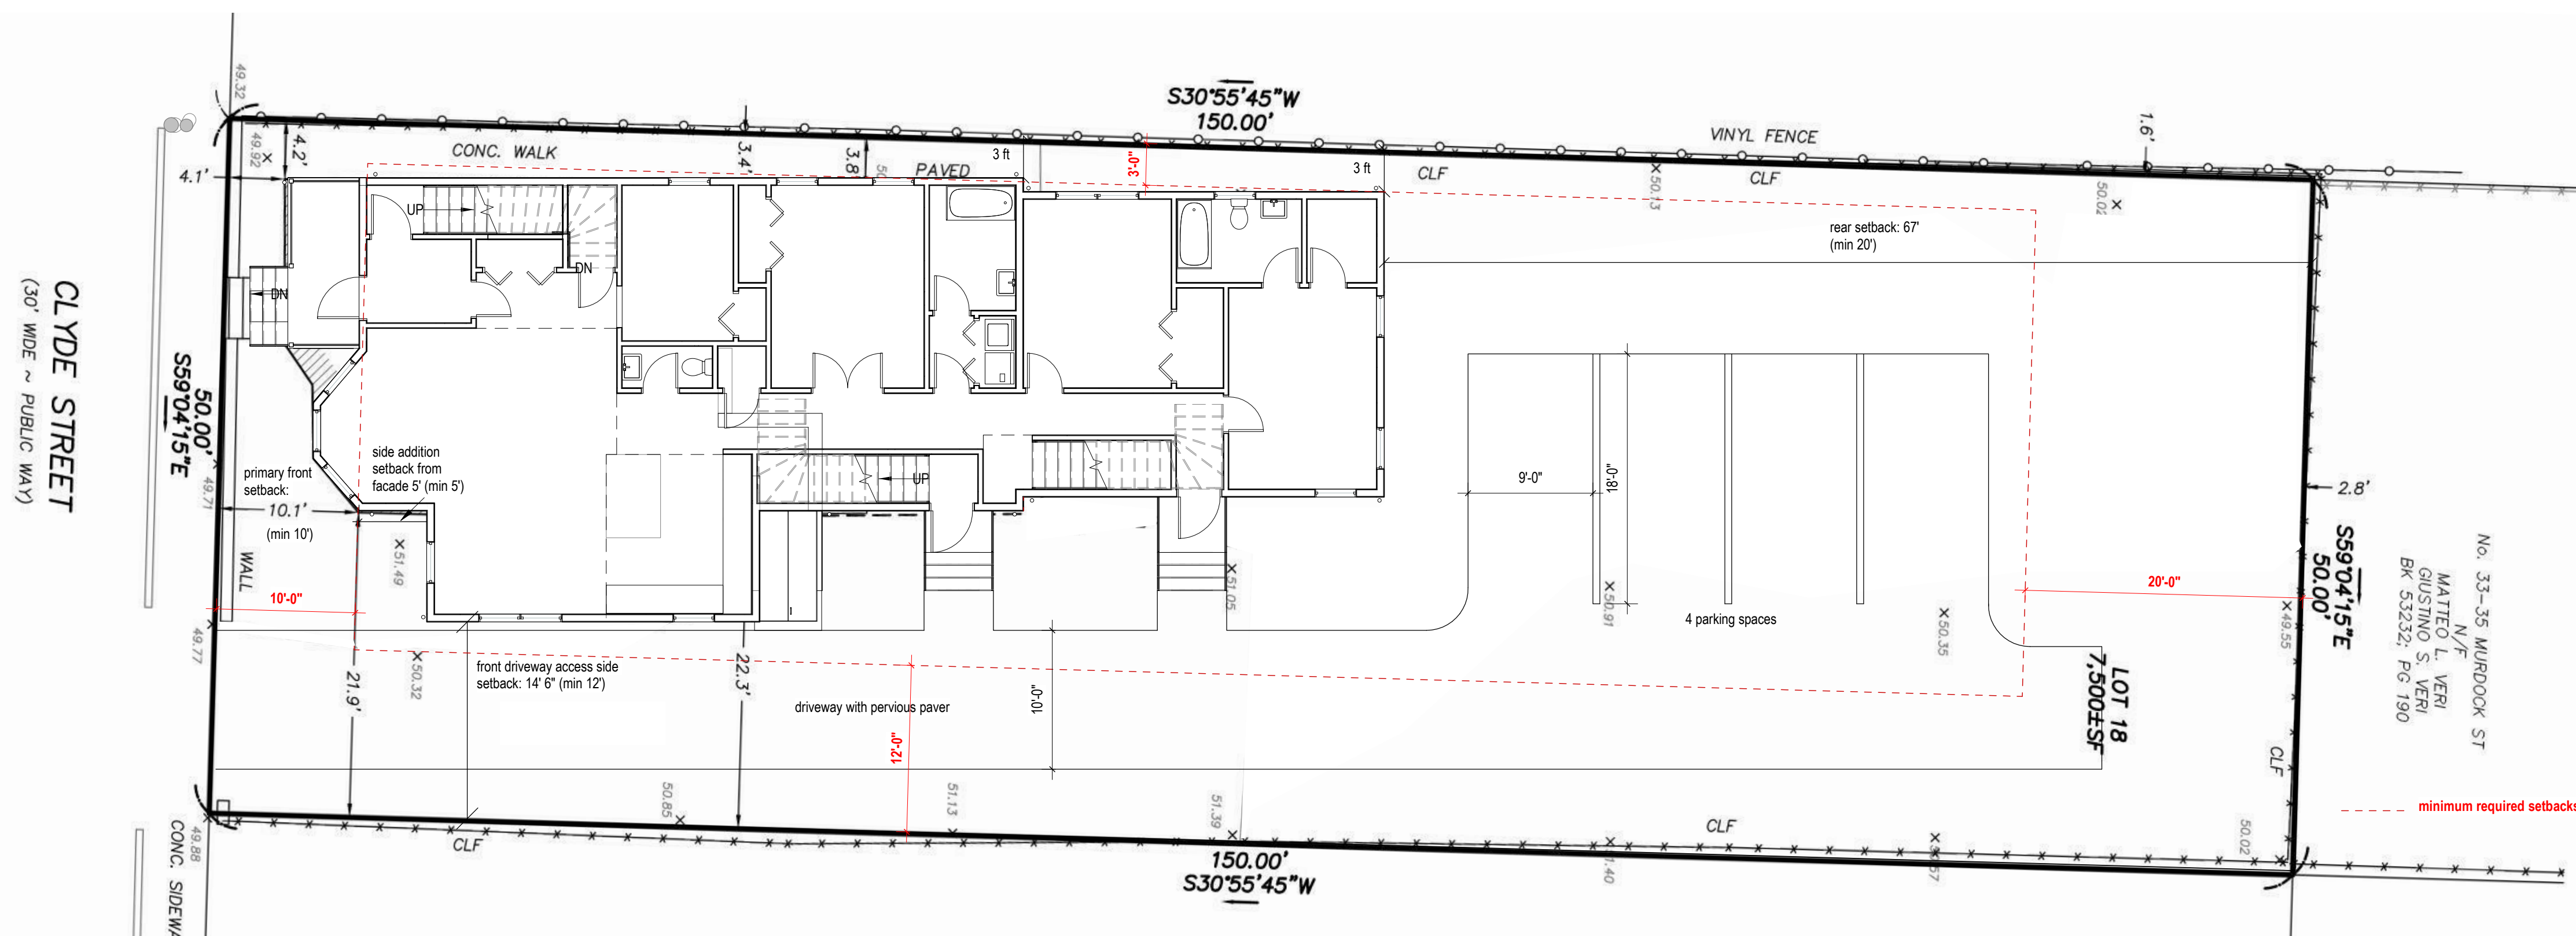 S30°55'45"W
150.00'
VINYL FENCE
1.6'
49.32
49.92
4.2'
CONC. WALK
3.4'
3.8'
PAVED
3 ft
3'-0"
3 ft
CLF
50.13
CLF
50.02
4.1'
UP
DN
DN
rear setback: 67'
(min 20')
CLYDE STREET
(30' WIDE ~ PUBLIC WAY)
50.00'
S59°04'15"E
49.71
primary front
setback:
10.1'
(min 10')
side addition
setback from
facade 5' (min 5')
UP
9'-0"
18'-0"
2.8'
S59°04'15"E
50.00'
No. 33-35 MURDOCK ST
N/F
MATTEO L. VERI
GIUSTINO S. VERI
BK 53232; PG 190
WALL
51.49
10'-0"
51.05
50.91
4 parking spaces
50.35
20'-0"
49.55
49.77
50.32
21.9'
front driveway access side
setback: 14' 6" (min 12')
22.3'
driveway with pervious paver
12'-0"
10'-0"
LOT 18
7,500±SF
CLF
minimum required setbacks
49.88
CONC.
CLF
50.85
51.13
51.39
CLF
50.02
150.00'
S30°55'45"W